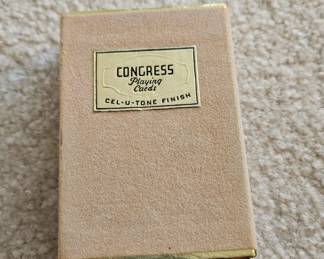 CONGRESS
Playing
Cards
CEL-U-TONE FINISH